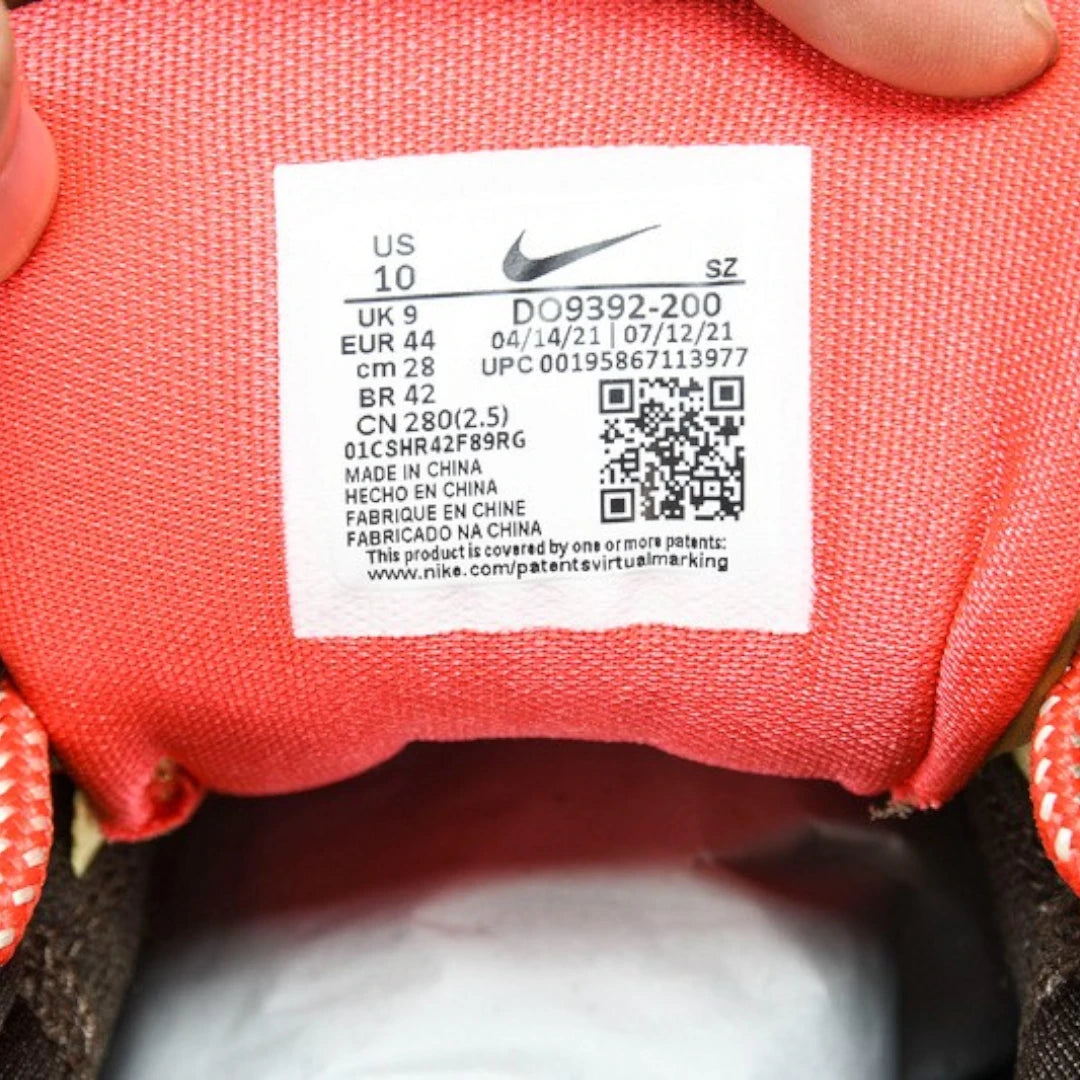 US
10
SZ
UK 9
DO9392-200
EUR 44
04/14/21 | 07/12/21
cm 28
UPC 00195867113977
BR 42
CN 280(2.5)
01CSHR42F89RG
MADE IN CHINA
HECHO EN CHINA
FABRIQUE EN CHINE
FABRICADO NA CHINA
This product is covered by one or more patents:
www.nike.com/patentsvirtualmarking